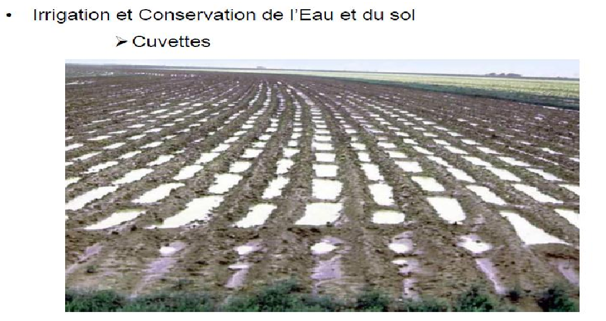 • Irrigation et Conservation de l'Eau et du sol
➢ Cuvettes